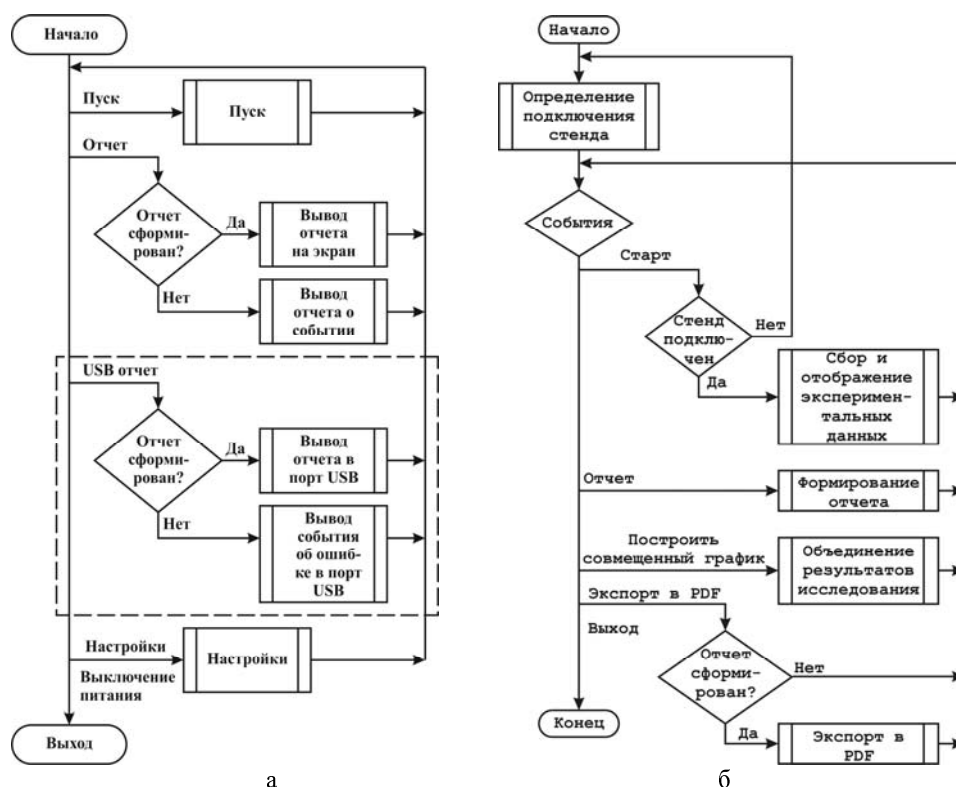 Начало
Пуск
Пуск
Отчет
Отчет
сформи-
рован?
Да
Вывод
отчета
на экран
Нет
Вывод
отчета о
событии
USB отчет
Отчет
сформи-
рован?
Да
Вывод
отчета в
порт USB
Нет
Вывод
события
об ошиб-
ке в порт
USB
Настройки
Настройки
Выключение
питания
Выход
а
Начало
Определение
подключения
стенда
События
Старт
Стенд
подклю-
чен
Нет
Да
Сбор и
отображение
эксперимен-
тальных
данных
Отчет
Формирование
отчета
Построить
совмещенный график
Объединение
результатов
исследования
Экспорт в PDF
Выход
Отчет
сформи-
рован?
Нет
Да
Экспорт в
PDF
Конец
б